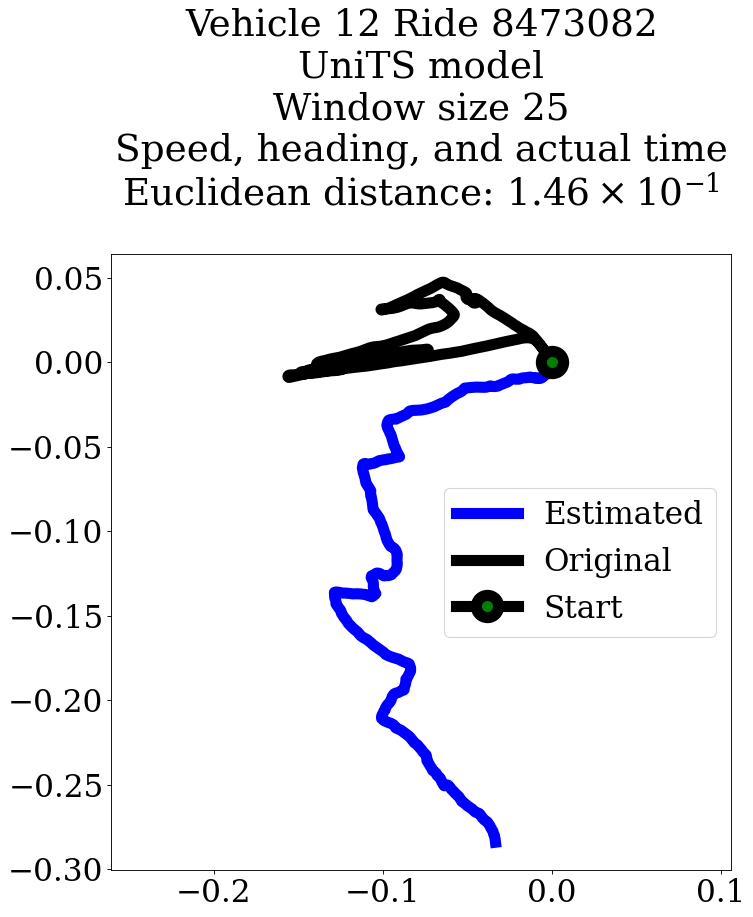 Vehicle 12 Ride 8473082
UniTS model
Window size 25
Speed, heading, and actual time
Euclidean distance: 1.46 × 10⁻¹
0.05
0.00
−0.05
−0.10
−0.15
−0.20
−0.25
−0.30
Estimated
Original
Start
−0.2 −0.1 0.0 0.1